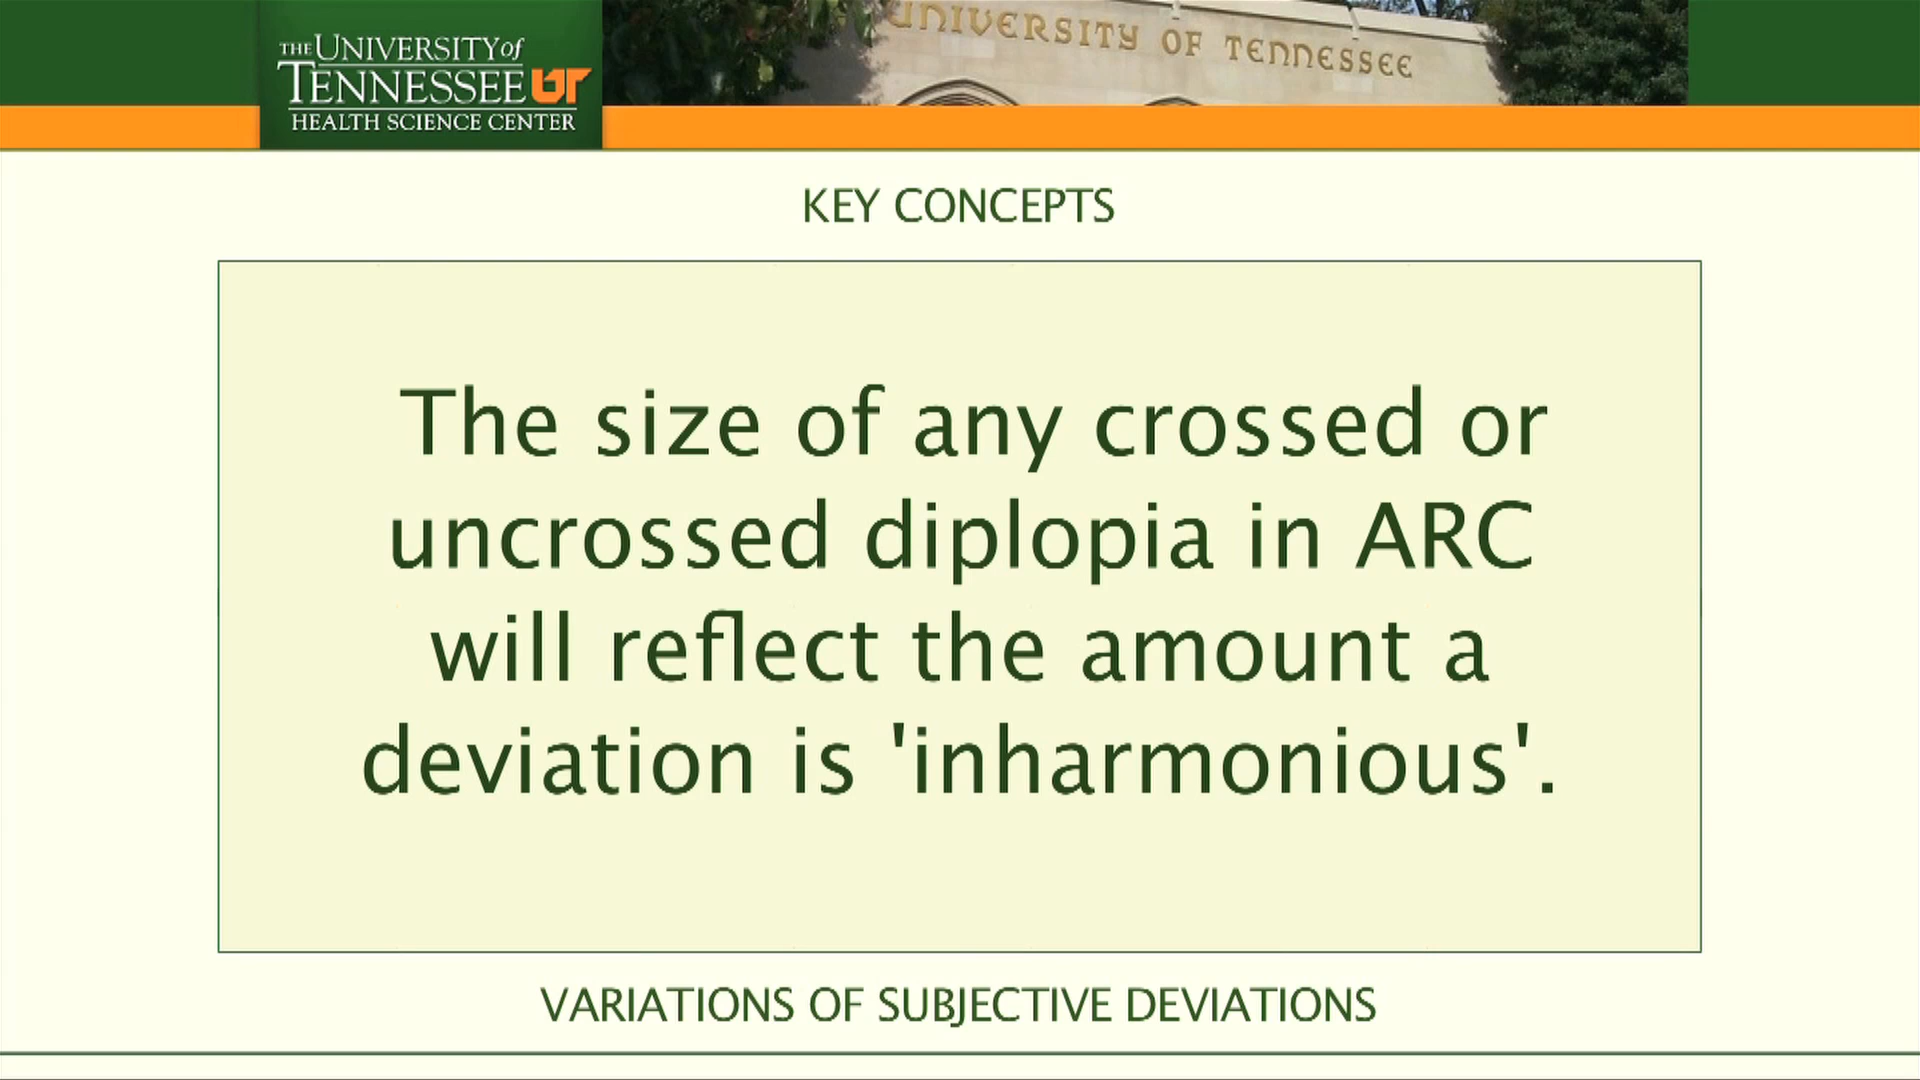 THE UNIVERSITY of
TENNESSEE UT
HEALTH SCIENCE CENTER
UNIVERSITY OF TENNESSEE
KEY CONCEPTS
The size of any crossed or
uncrossed diplopia in ARC
will reflect the amount a
deviation is 'inharmonious'.
VARIATIONS OF SUBJECTIVE DEVIATIONS